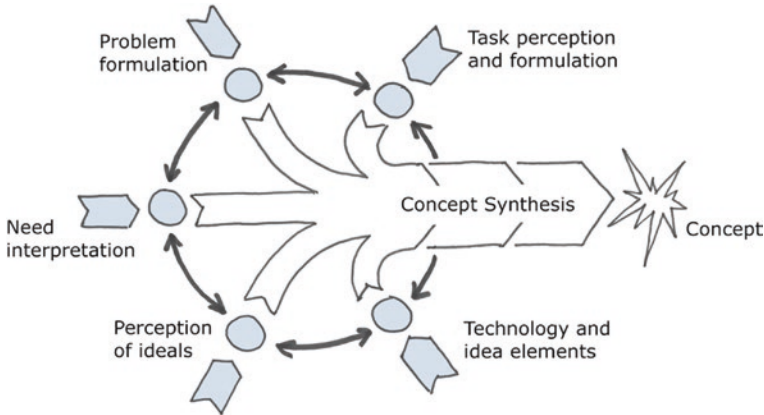 Problem
formulation
Task perception
and formulation
Need
interpretation
Concept Synthesis
Concept
Perception
of ideals
Technology and
idea elements